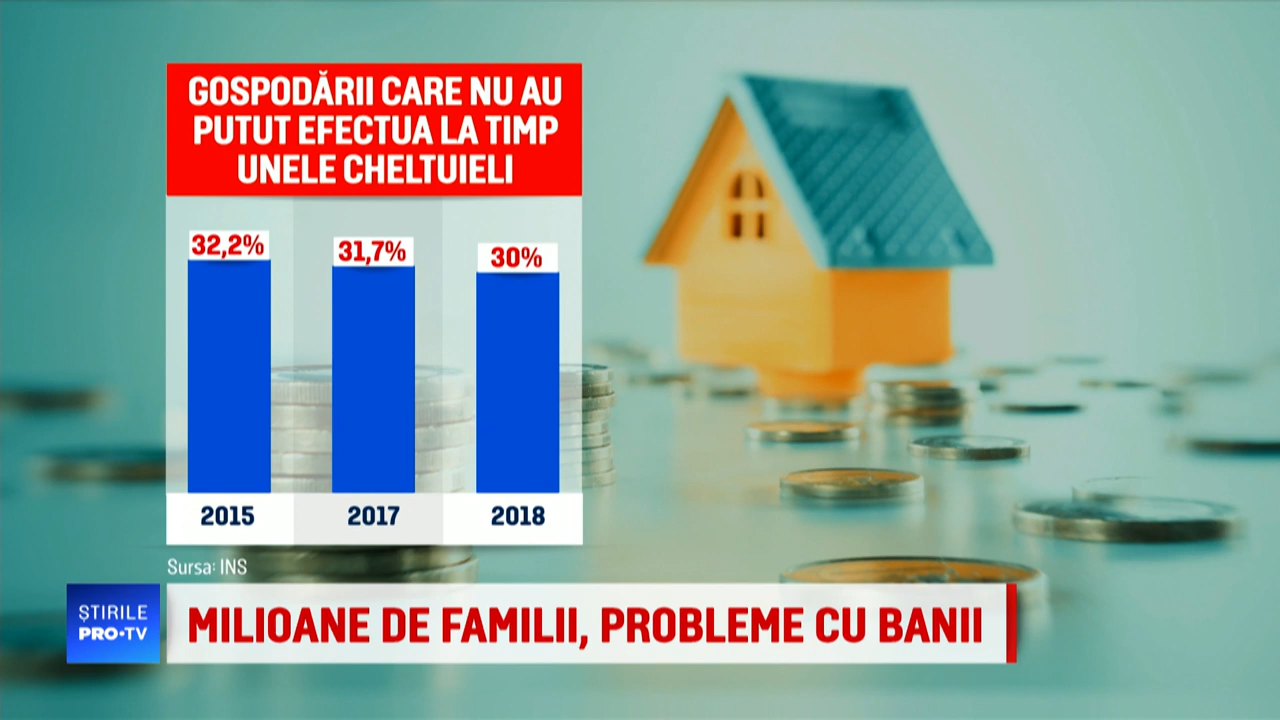 GOSPODĂRII CARE NU AU
PUTUT EFECTUA LA TIMP
UNELE CHELTUIELI
32,2%
31,7%
30%
2015
2017
2018
Sursa: INS
ȘTIRILE
PRO•TV
MILIOANE DE FAMILII, PROBLEME CU BANII